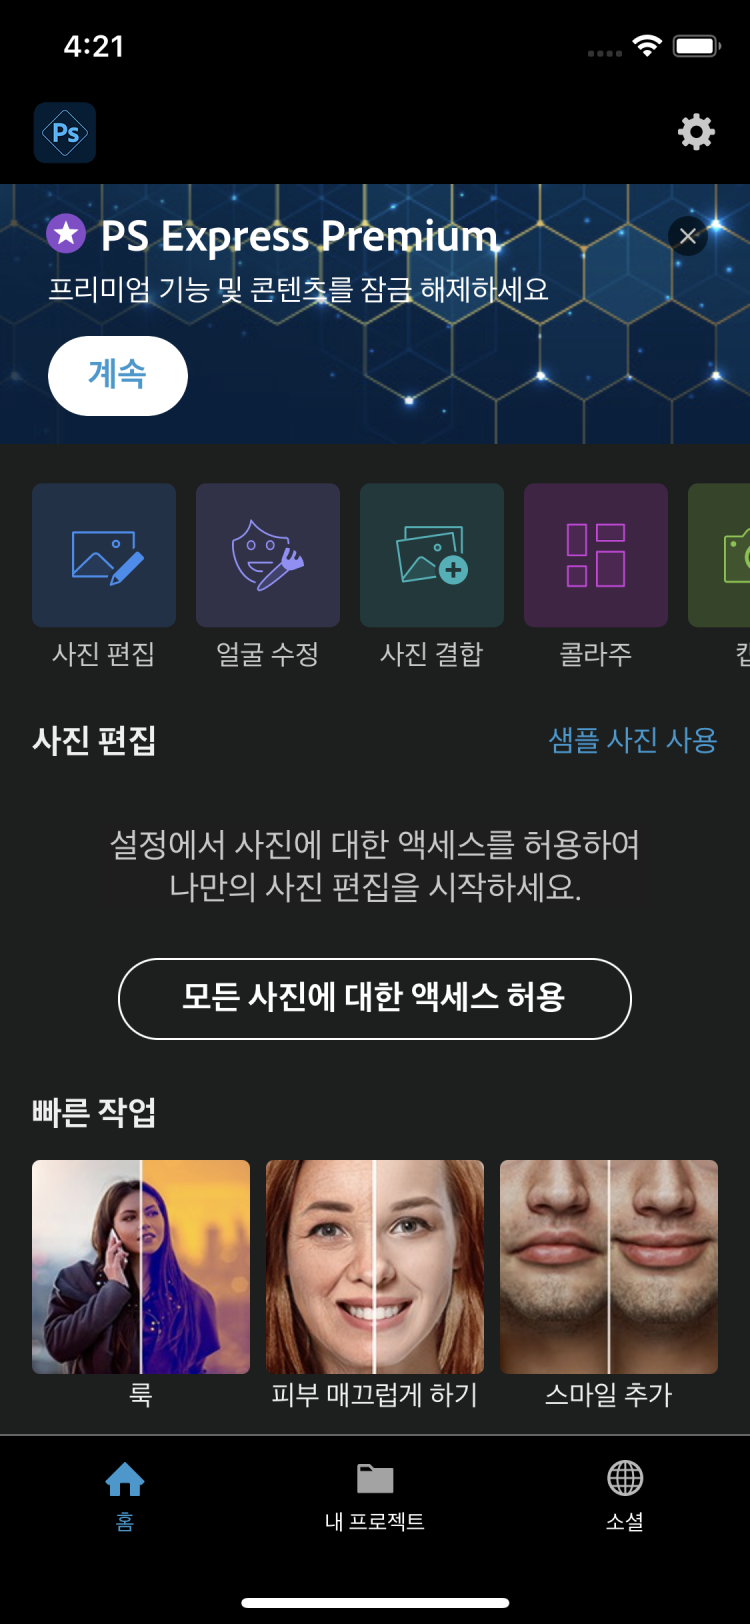 4:21
Ps
PS Express Premium
프리미엄 기능 및 콘텐츠를 잠금 해제하세요
계속
사진 편집
얼굴 수정
사진 결합
콜라주
사진 편집
샘플 사진 사용
설정에서 사진에 대한 액세스를 허용하여
나만의 사진 편집을 시작하세요.
모든 사진에 대한 액세스 허용
빠른 작업
룩
피부 매끄럽게 하기
스마일 추가
홈
내 프로젝트
소셜